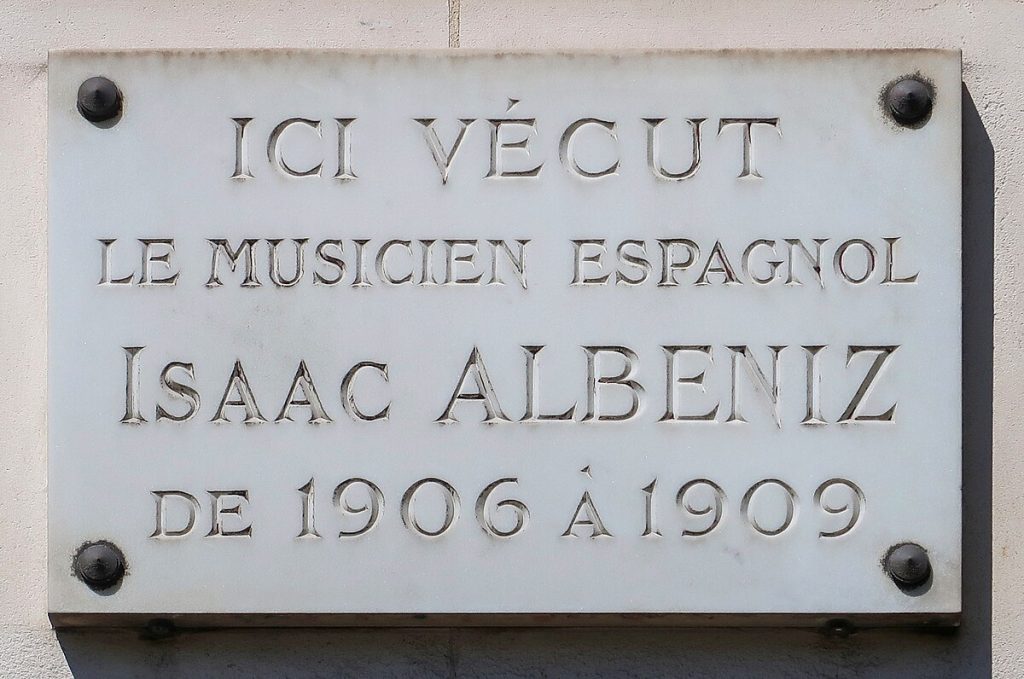 ICI VÉCUT
LE MUSICIEN ESPAGNOL
ISAAC ALBENIZ
DE 1906 À 1909